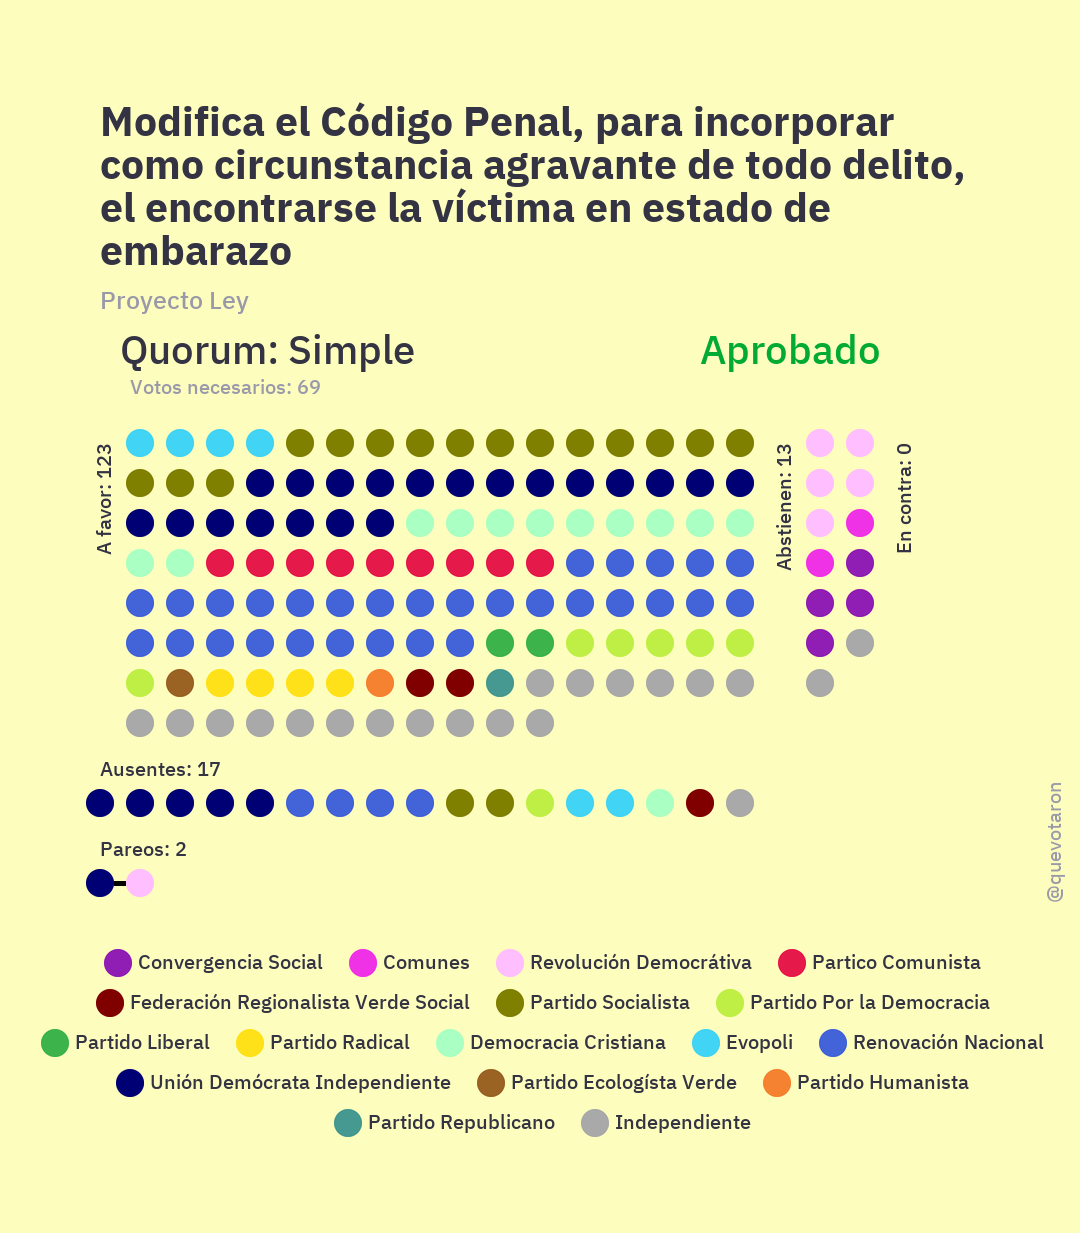 Modifica el Código Penal, para incorporar
como circunstancia agravante de todo delito,
el encontrarse la víctima en estado de
embarazo
Proyecto Ley
Quorum: Simple
Aprobado
Votos necesarios: 69
A favor: 123
Abstienen: 13
En contra: 0
Ausentes: 17
Pareos: 2
@quevotaron
Convergencia Social
Comunes
Revolución Democrátiva
Partico Comunista
Federación Regionalista Verde Social
Partido Socialista
Partido Por la Democracia
Partido Liberal
Partido Radical
Democracia Cristiana
Evopoli
Renovación Nacional
Unión Demócrata Independiente
Partido Ecologísta Verde
Partido Humanista
Partido Republicano
Independiente